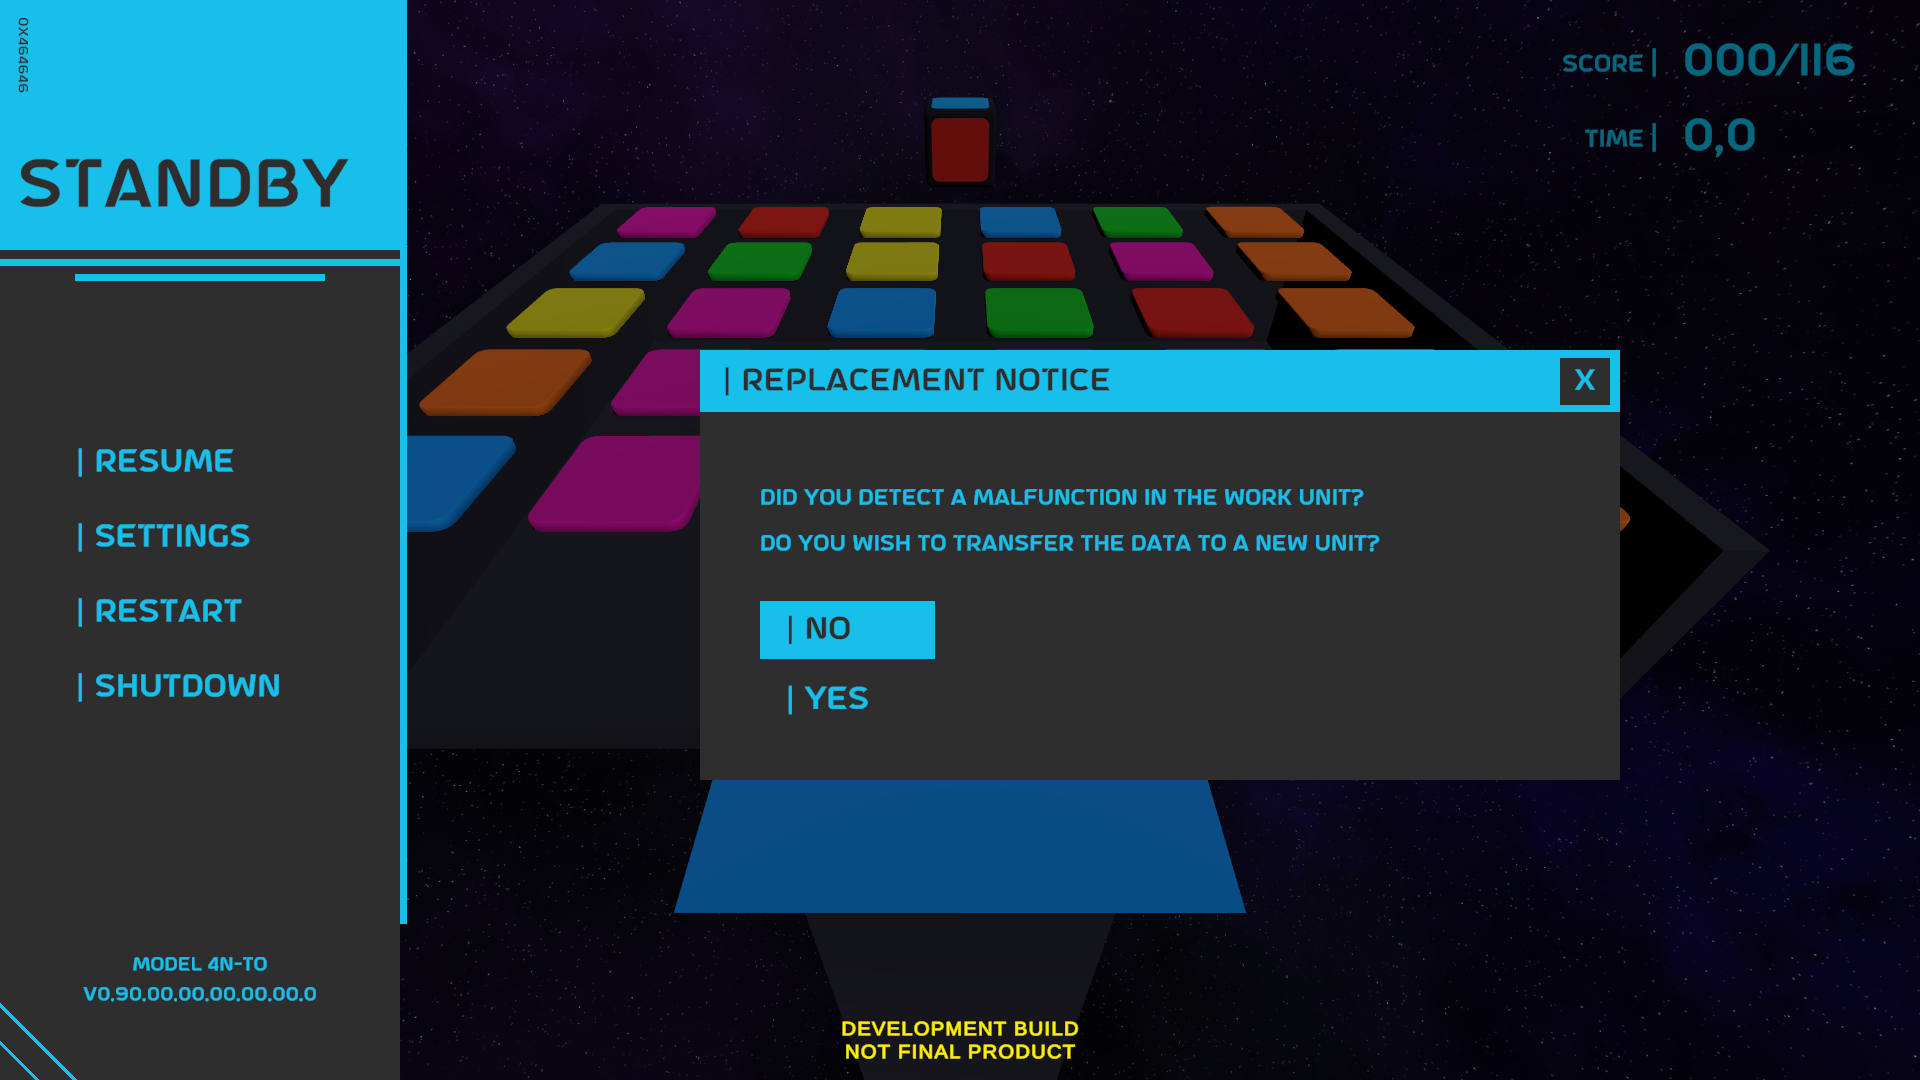 0X464646
STANDBY
| RESUME
| SETTINGS
| RESTART
| SHUTDOWN
MODEL 4N-TO
V0.90.00.00.00.00.00.0
SCORE | 000/116
TIME | 0,0
| REPLACEMENT NOTICE
X
DID YOU DETECT A MALFUNCTION IN THE WORK UNIT?
DO YOU WISH TO TRANSFER THE DATA TO A NEW UNIT?
| NO
| YES
DEVELOPMENT BUILD
NOT FINAL PRODUCT